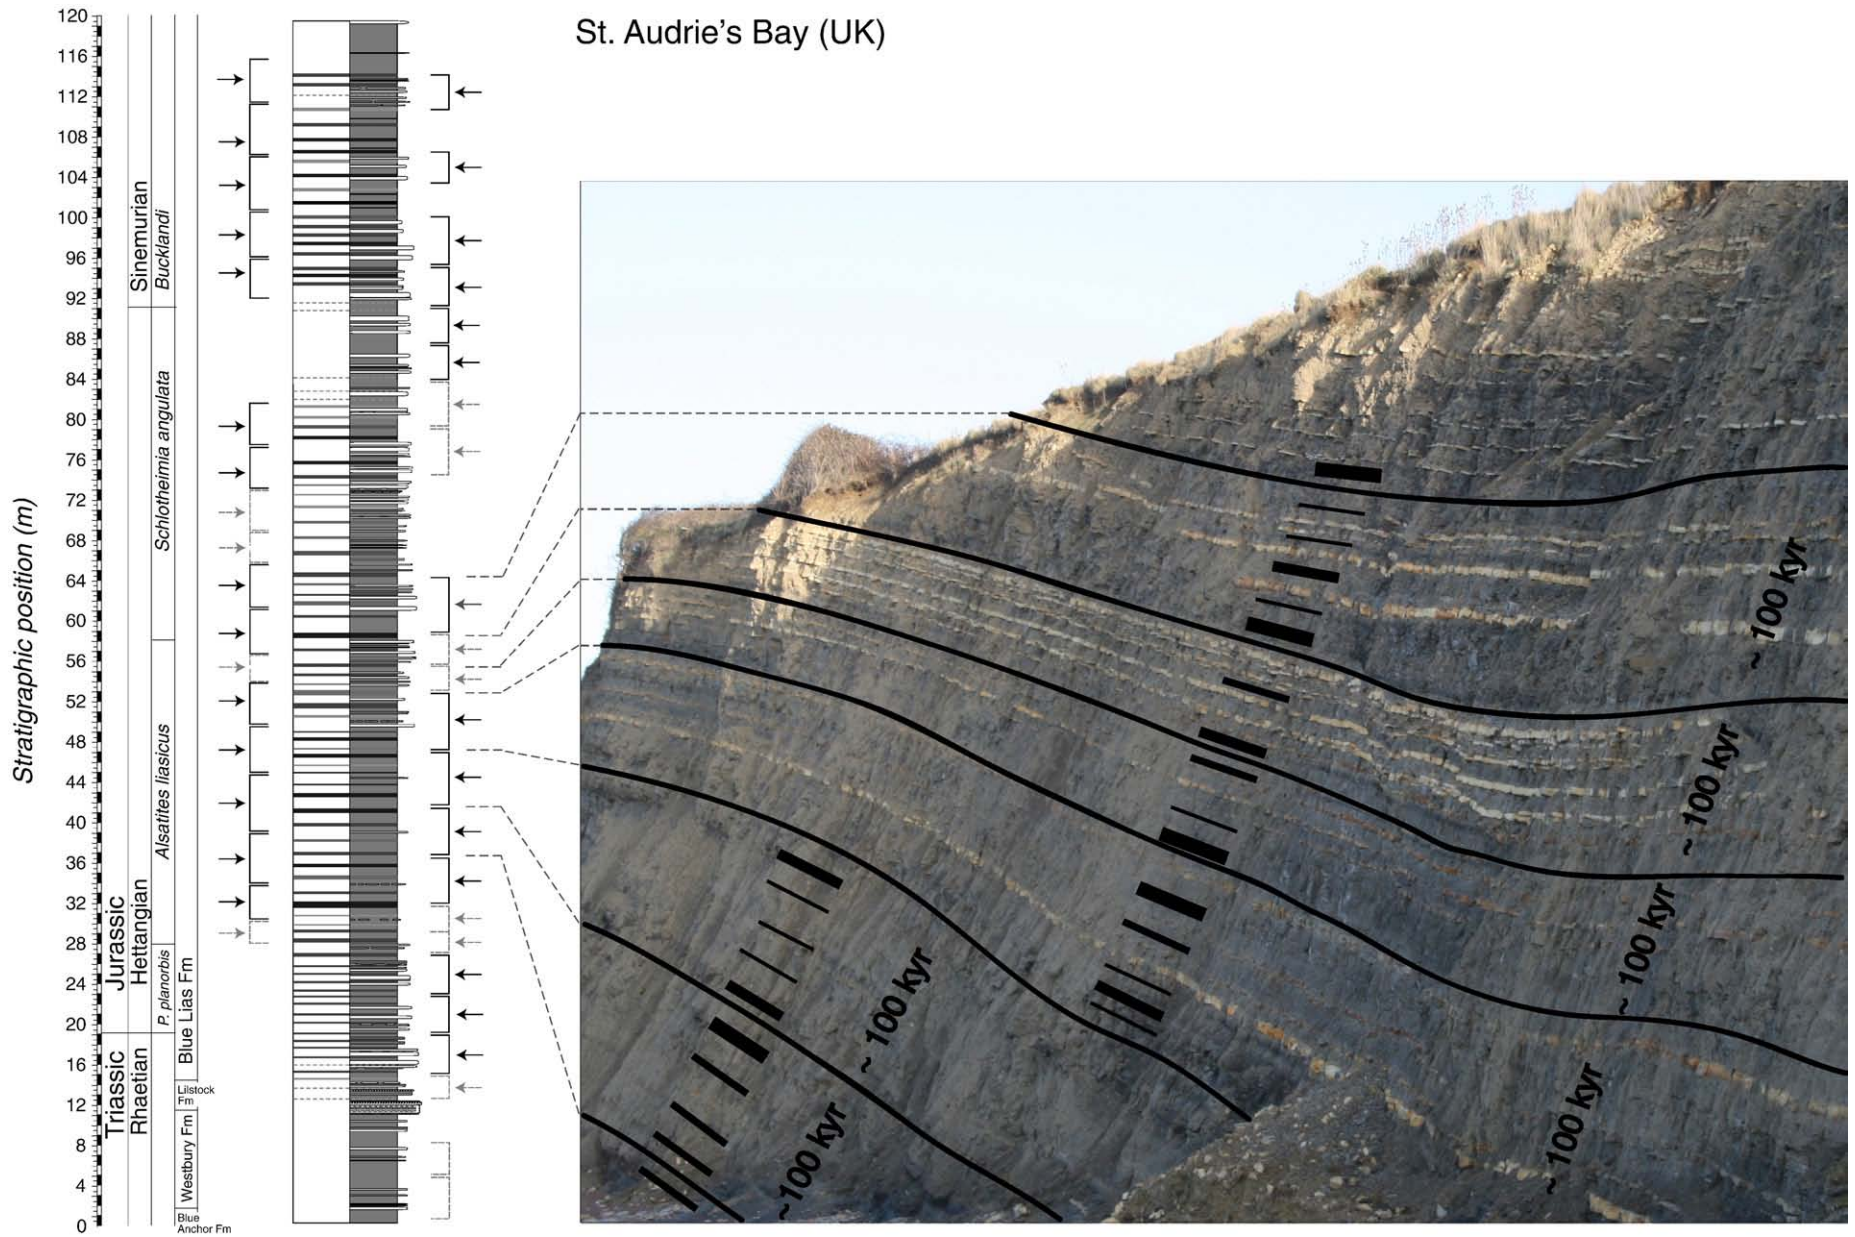 St. Audrie's Bay (UK)
Stratigraphic position (m)
120
116
112
108
104
100
96
92
88
84
80
76
72
68
64
60
56
52
48
44
40
36
32
28
24
20
16
12
8
4
0
Triassic
Jurassic
Rhaetian
Hettangian
Sinemurian
P. planorbis
Alsatites liasicus
Schlotheimia angulata
Bucklandi
Blue
Anchor Fm
Westbury Fm
Lilstock
Fm
Blue Lias Fm
~ 100 kyr
~ 100 kyr
~ 100 kyr
~ 100 kyr
~ 100 kyr
~100 kyr